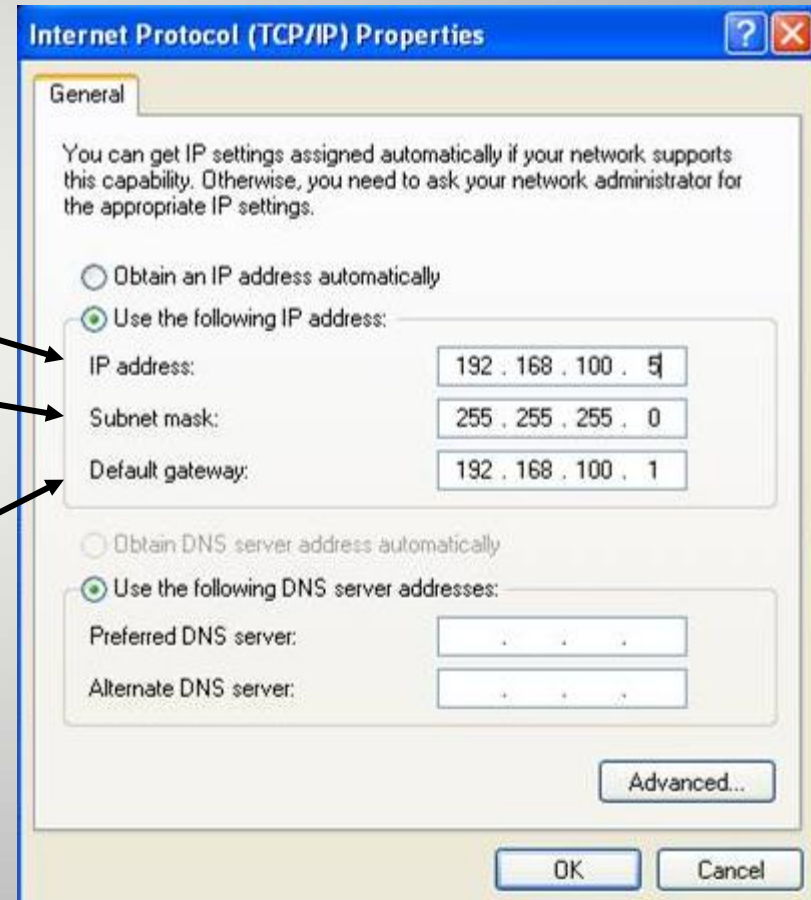 Internet Protocol (TCP/IP) Properties
General
You can get IP settings assigned automatically if your network supports
this capability. Otherwise, you need to ask your network administrator for
the appropriate IP settings.
Obtain an IP address automatically
Use the following IP address:
IP address: 192 . 168 . 100 . 5
Subnet mask: 255 . 255 . 255 . 0
Default gateway: 192 . 168 . 100 . 1
Obtain DNS server address automatically
Use the following DNS server addresses:
Preferred DNS server: . . .
Alternate DNS server: . . .
Advanced...
OK Cancel